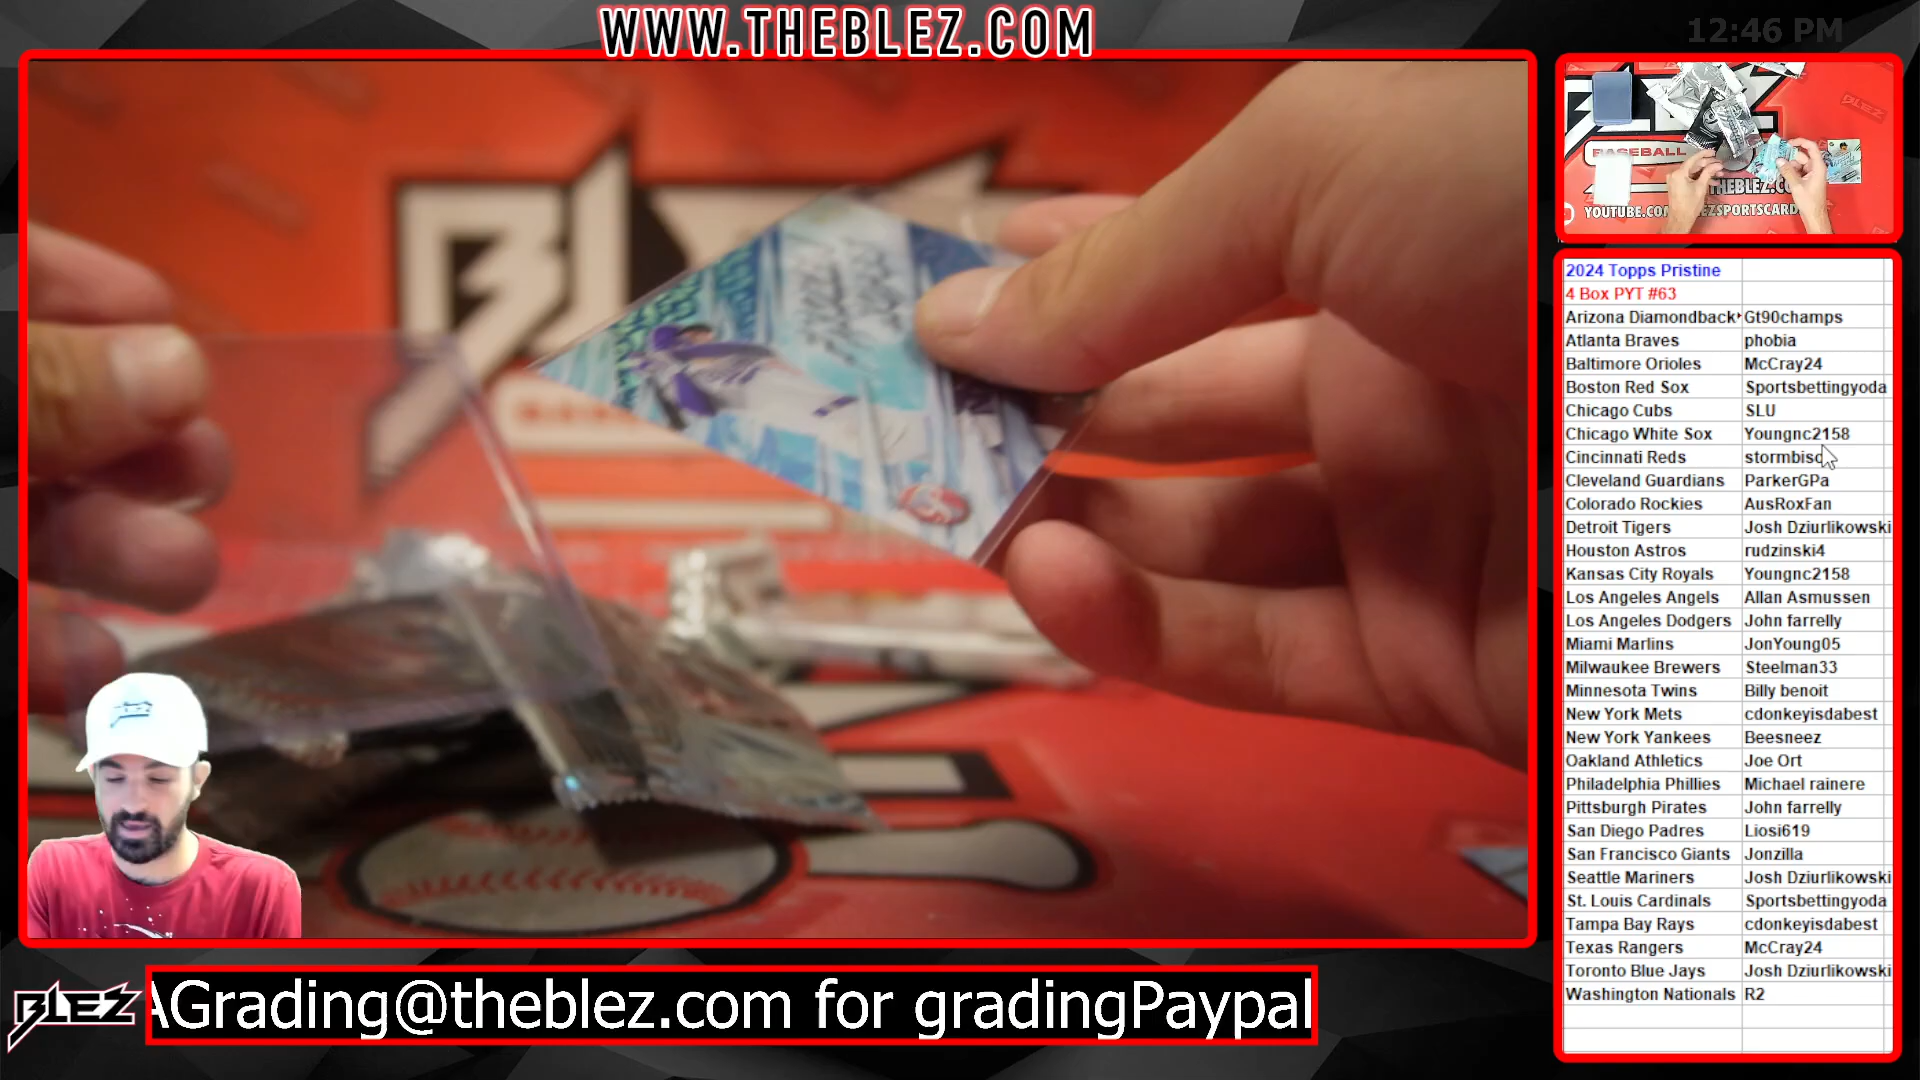 WWW.THEBLEZ.COM
12:46 PM
BLEZ
BASEBALL
THEBLEZ.CO
YOUTUBE.COM
EZSPORTSCARD
2024 Topps Pristine
4 Box PYT #63
Arizona Diamondback Gt90champs
Atlanta Braves phobia
Baltimore Orioles McCray24
Boston Red Sox Sportsbettingyoda
Chicago Cubs SLU
Chicago White Sox Youngnc2158
Cincinnati Reds stormbisc
Cleveland Guardians ParkerGPa
Colorado Rockies AusRoxFan
Detroit Tigers Josh Dziurlikowski
Houston Astros rudzinski4
Kansas City Royals Youngnc2158
Los Angeles Angels Allan Asmussen
Los Angeles Dodgers John farrelly
Miami Marlins JonYoung05
Milwaukee Brewers Steelman33
Minnesota Twins Billy benoit
New York Mets cdonkeyisdabest
New York Yankees Beesneez
Oakland Athletics Joe Ort
Philadelphia Phillies Michael rainere
Pittsburgh Pirates John farrelly
San Diego Padres Liosi619
San Francisco Giants Jonzilla
Seattle Mariners Josh Dziurlikowski
St. Louis Cardinals Sportsbettingyoda
Tampa Bay Rays cdonkeyisdabest
Texas Rangers McCray24
Toronto Blue Jays Josh Dziurlikowski
Washington Nationals R2
BLEZ
AGrading@theblez.com for gradingPaypal